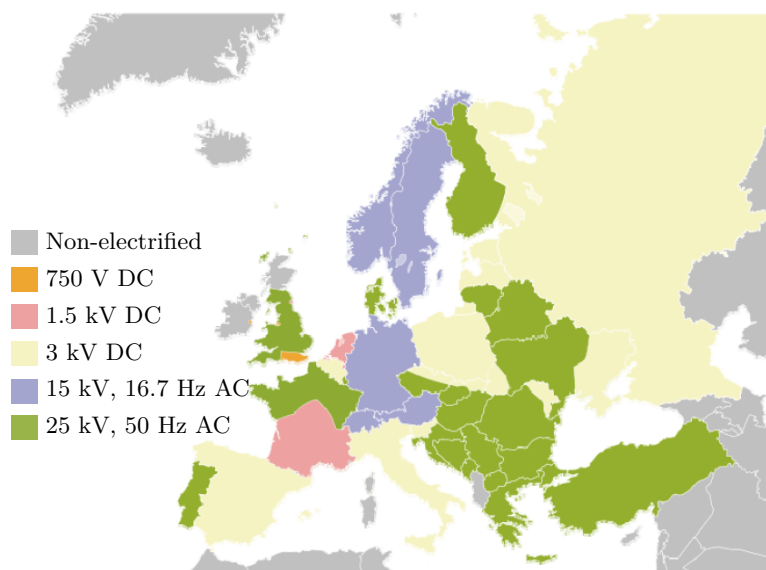 Non-electrified
750 V DC
1.5 kV DC
3 kV DC
15 kV, 16.7 Hz AC
25 kV, 50 Hz AC